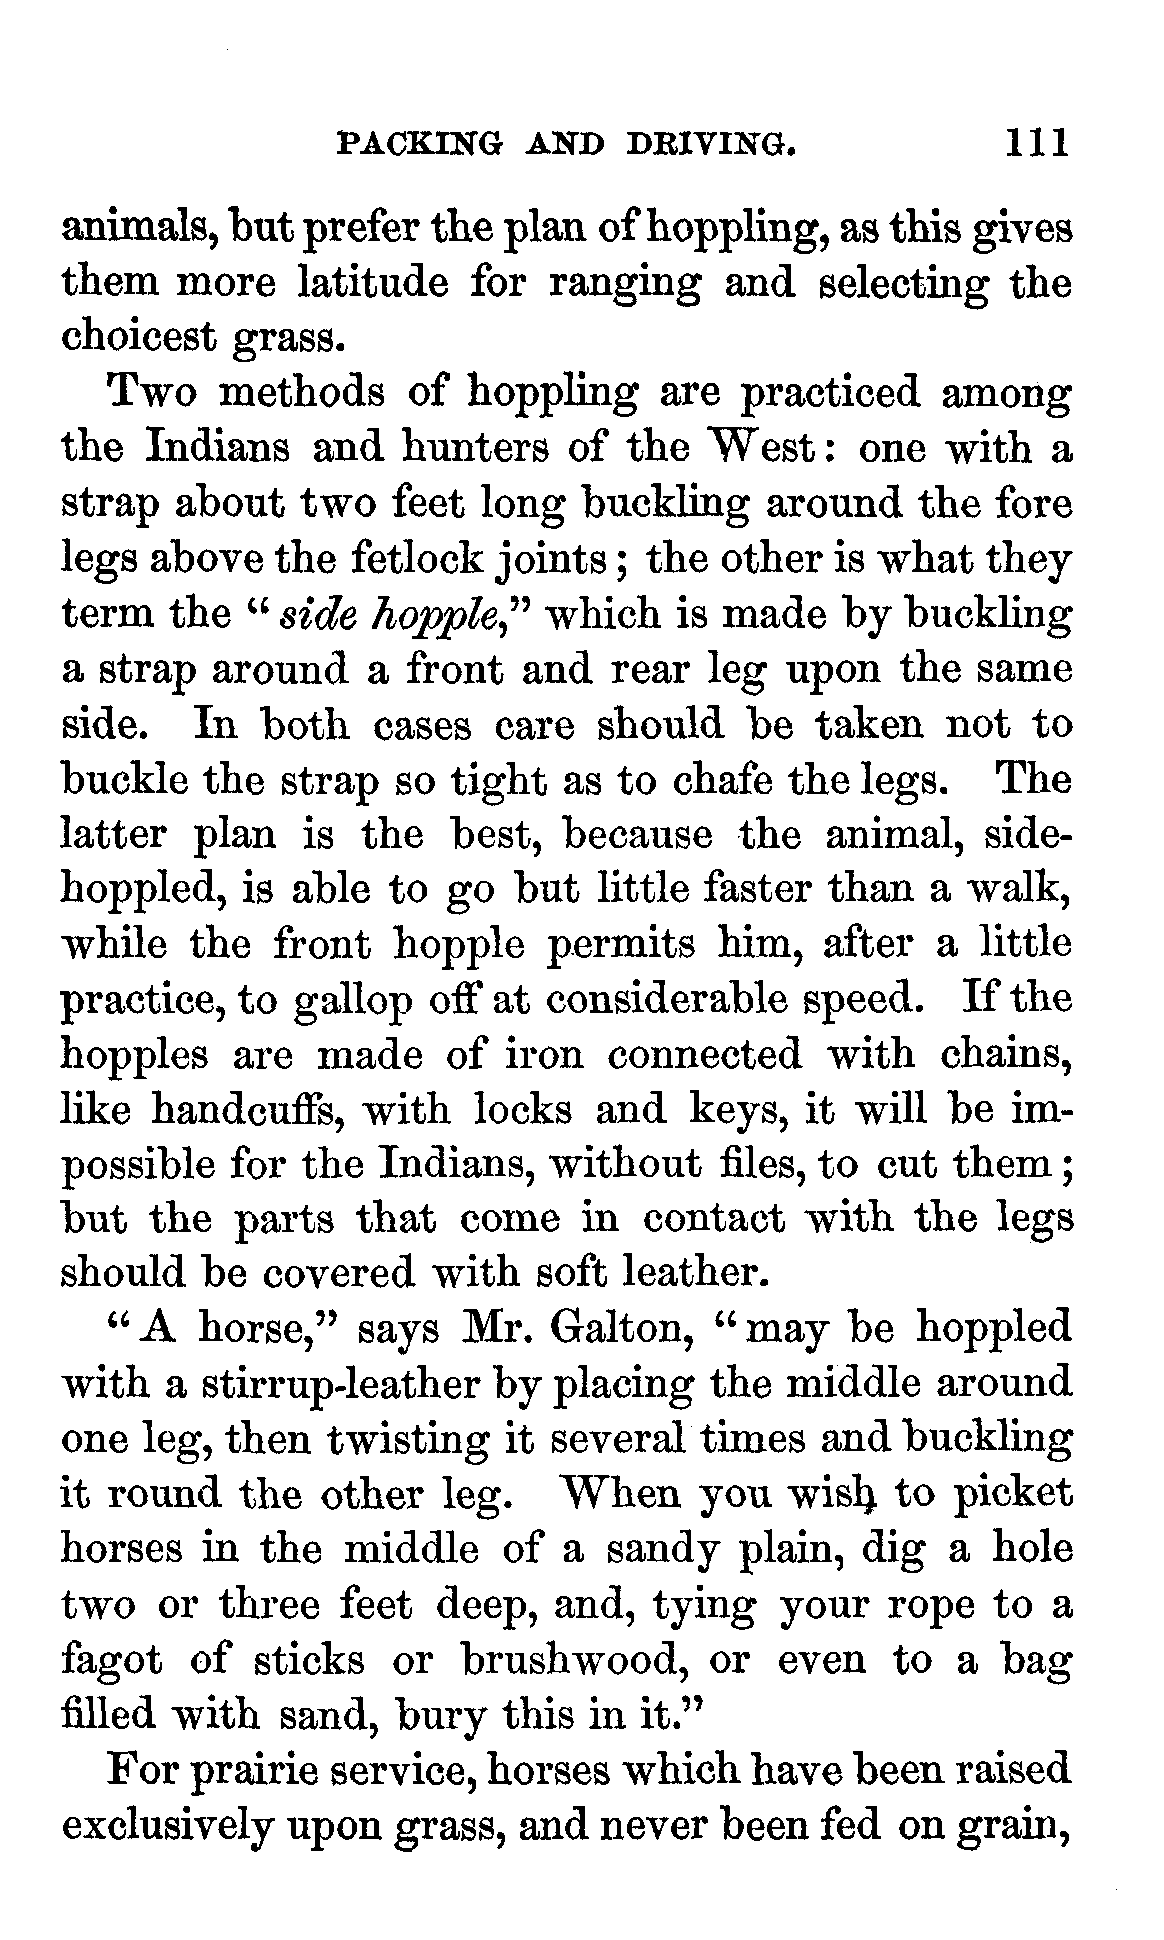 PACKING AND DRIVING. 111
animals, but prefer the plan of hoppling, as this gives
them more latitude for ranging and selecting the
choicest grass.
Two methods of hoppling are practiced among
the Indians and hunters of the West: one with a
strap about two feet long buckling around the fore
legs above the fetlock joints; the other is what they
term the "side hopple," which is made by buckling
a strap around a front and rear leg upon the same
side. In both cases care should be taken not to
buckle the strap so tight as to chafe the legs. The
latter plan is the best, because the animal, side-
hoppled, is able to go but little faster than a walk,
while the front hopple permits him, after a little
practice, to gallop off at considerable speed. If the
hopples are made of iron connected with chains,
like handcuffs, with locks and keys, it will be im-
possible for the Indians, without files, to cut them;
but the parts that come in contact with the legs
should be covered with soft leather.
"A horse," says Mr. Galton, "may be hoppled
with a stirrup-leather by placing the middle around
one leg, then twisting it several times and buckling
it round the other leg. When you wish to picket
horses in the middle of a sandy plain, dig a hole
two or three feet deep, and, tying your rope to a
fagot of sticks or brushwood, or even to a bag
filled with sand, bury this in it."
For prairie service, horses which have been raised
exclusively upon grass, and never been fed on grain,